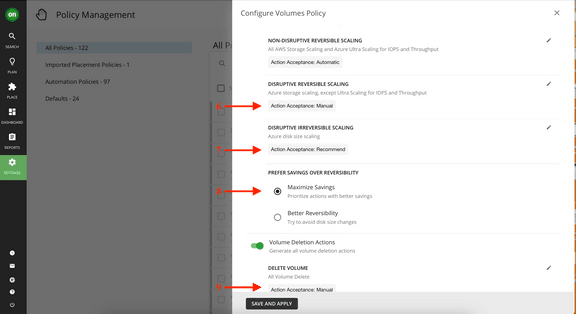 on
Policy Management
SEARCH
PLAN
PLACE
DASHBOARD
REPORTS
SETTINGS
All Policies - 122
Imported Placement Policies - 1
Automation Policies - 97
Defaults - 24
All P
Configure Volumes Policy
NON-DISRUPTIVE REVERSIBLE SCALING
All AWS Storage Scaling and Azure Ultra Scaling for IOPS and Throughput
Action Acceptance: Automatic
DISRUPTIVE REVERSIBLE SCALING
Azure storage scaling, except Ultra Scaling for IOPS and Throughput
Action Acceptance: Manual
DISRUPTIVE IRREVERSIBLE SCALING
Azure disk size scaling
Action Acceptance: Recommend
PREFER SAVINGS OVER REVERSIBILITY
Maximize Savings
Prioritize actions with better savings
Better Reversibility
Try to avoid disk size changes
Volume Deletion Actions
Generate all volume deletion actions
DELETE VOLUME
All Volume Delete
Action Acceptance: Manual
SAVE AND APPLY